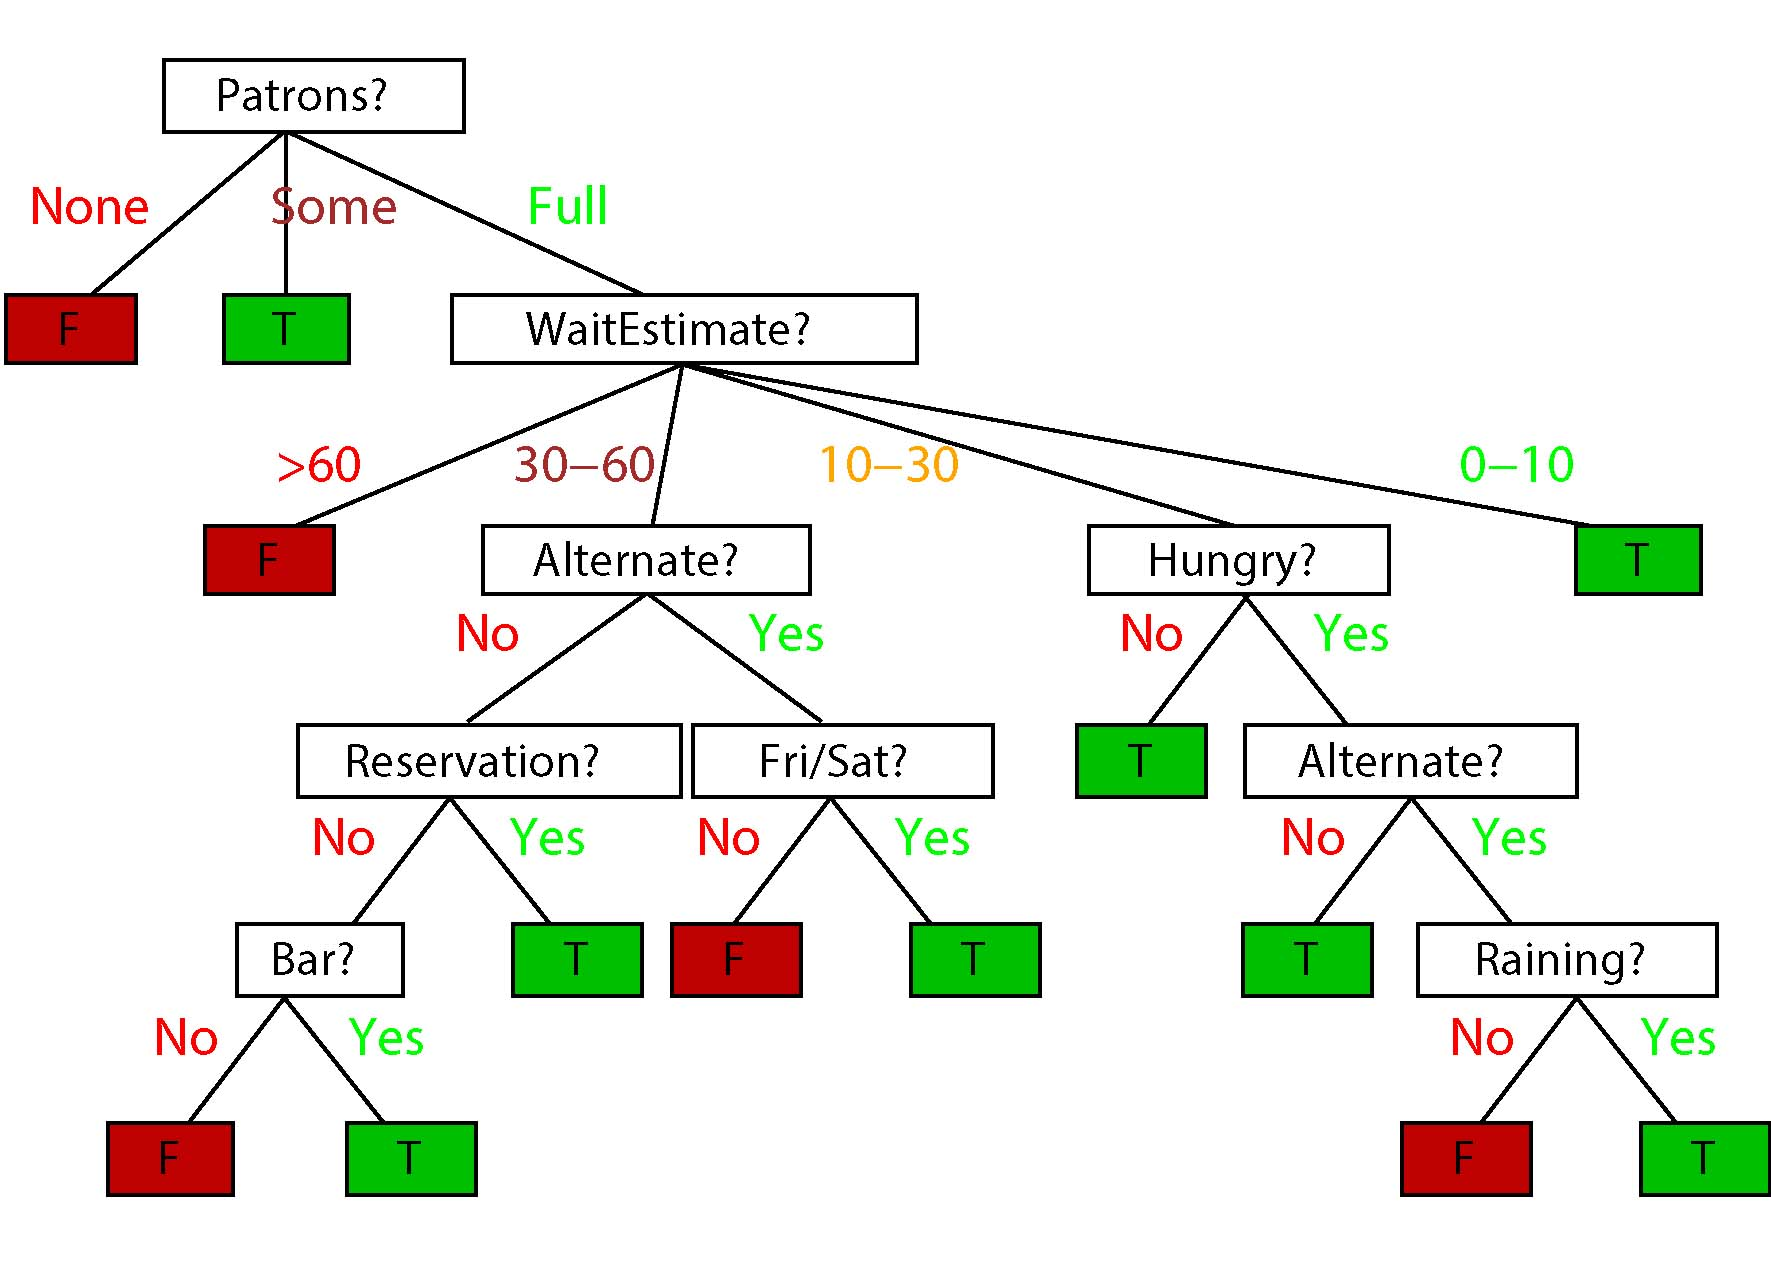 Patrons?
None Some Full
F T WaitEstimate?
>60 30−60 10−30 0−10
F Alternate? Hungry? T
No Yes No Yes
Reservation? Fri/Sat? T Alternate?
No Yes No Yes No Yes
Bar? T F T T Raining?
No Yes No Yes
F T F T